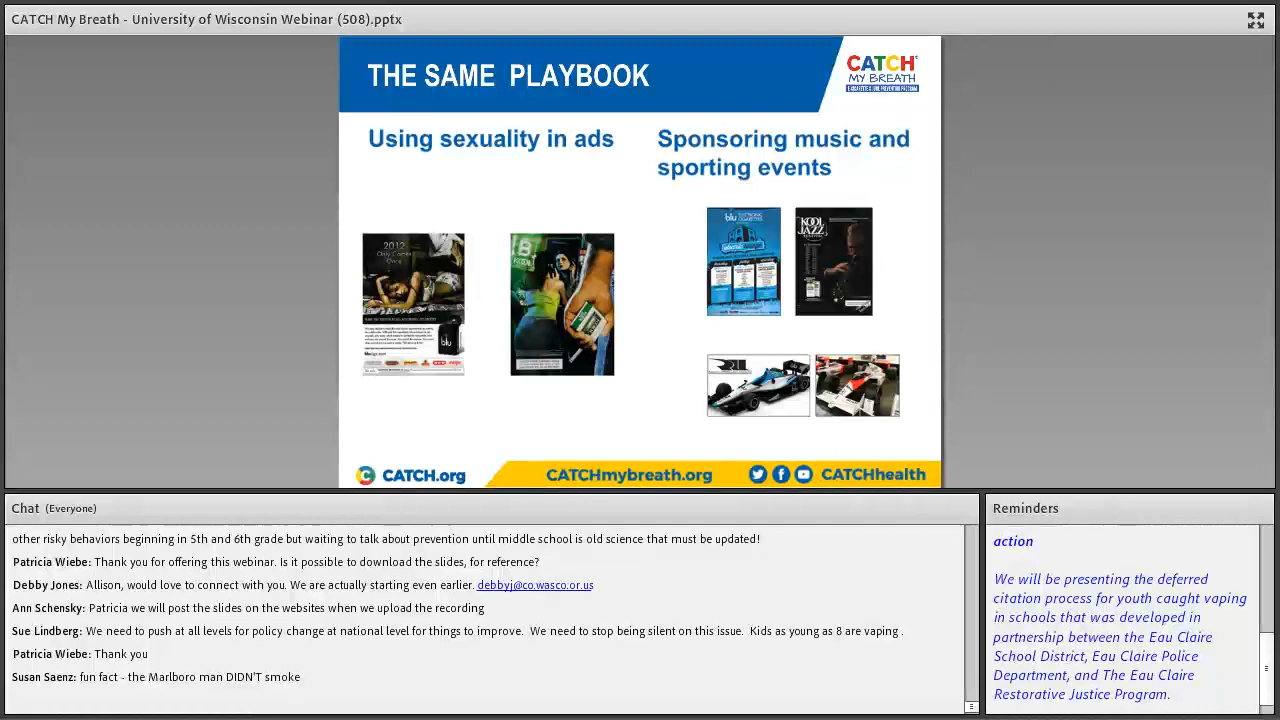 CATCH My Breath - University of Wisconsin Webinar (508).pptx
THE SAME PLAYBOOK
CATCH
MY BREATH
Using sexuality in ads
Sponsoring music and
sporting events
2012
Only Comes
Once
blu
KOOL
blu
KOOL
JAZZ
CATCH.org
CATCHmybreath.org
CATCHhealth
Chat (Everyone)
other risky behaviors beginning in 5th and 6th grade but waiting to talk about prevention until middle school is old science that must be updated!
Patricia Wiebe: Thank you for offering this webinar. Is it possible to download the slides, for reference?
Debby Jones: Allison, would love to connect with you. We are actually starting even earlier. debbyj@co.wasco.or.us
Ann Schensky: Patricia we will post the slides on the websites when we upload the recording
Sue Lindberg: We need to push at all levels for policy change at national level for things to improve.  We need to stop being silent on this issue.  Kids as young as 8 are vaping .
Patricia Wiebe: Thank you
Susan Saenz: fun fact - the Marlboro man DIDN'T smoke
Reminders
action
We will be presenting the deferred
citation process for youth caught vaping
in schools that was developed in
partnership between the Eau Claire
School District, Eau Claire Police
Department, and The Eau Claire
Restorative Justice Program.